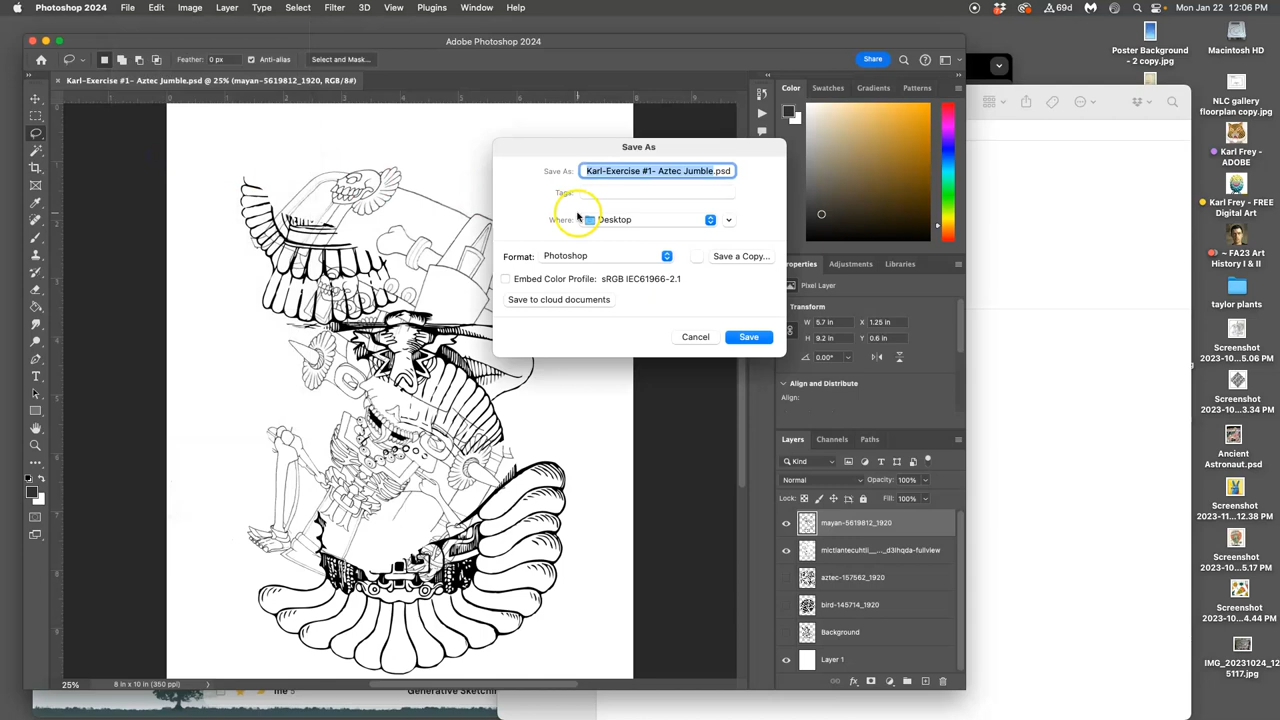 Photoshop File Edit Image Layer Type Select Filter 3D View Plugins Window Help
69d Mon Jan 22 12:06 PM
Adobe Photoshop 2024
Feather: 0 px Anti-alias Select and Mask... Share
Karl-Exercise #1- Aztec Jumble.psd @ 25% (mayan-5619812_1920, RGB/8#)
Save As
Save As: Karl-Exercise #1- Aztec Jumble.psd
Tags:
Where: Desktop
Format: Photoshop Save a Copy...
Embed Color Profile: sRGB IEC61966-2.1
Save to cloud documents
Cancel Save
Color Swatches Gradients Patterns
Properties Adjustments Libraries
Pixel Layer
Transform
W 5.7 in X 1.25 in
H 9.2 in Y 0.6 in
0.00°
Align and Distribute
Align:
Layers Channels Paths
Kind
Normal Opacity: 100%
Lock: Fill: 100%
mayan-5619812_1920
mictlantecuhtli__..._d3lhqda-fullview
aztec-157562_1920
bird-145714_1920
Background
Layer 1
25% 8 in x 10 in (350 ppi)
me 5 Generative Sketchin
Poster Background
- 2 copy.jpg
Macintosh HD
NLC gallery
floorplan copy.jpg
Karl Frey -
ADOBE
Karl Frey -
FREE Digital Art
~ FA23 Art
History I & II
taylor plants
Screenshot
2023-10...5.06 PM
Screenshot
2023-10...3.34 PM
Ancient
Astronaut.psd
Screenshot
2023-11...12.38 PM
Screenshot
2023-10...5.17 PM
Screenshot
2023-10...4.44 PM
IMG_20231024_12
5117.jpg